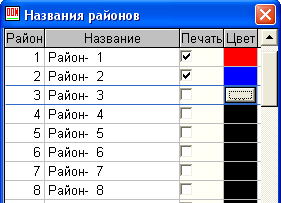 Названия районов
Район Название Печать Цвет
1 Район- 1
2 Район- 2
3 Район- 3 ...
4 Район- 4
5 Район- 5
6 Район- 6
7 Район- 7
8 Район- 8